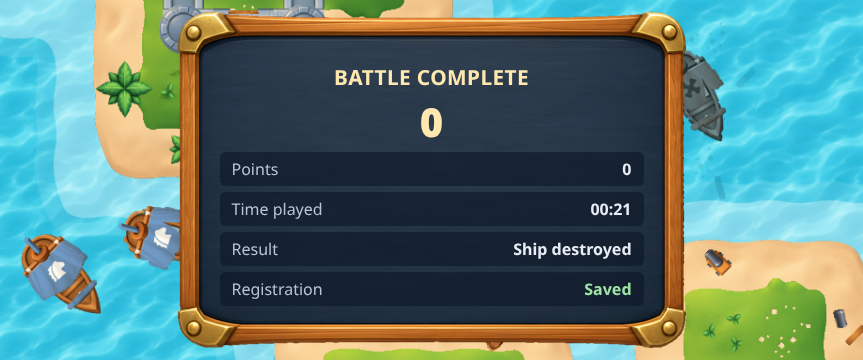 BATTLE COMPLETE
0
Points 0
Time played 00:21
Result Ship destroyed
Registration Saved